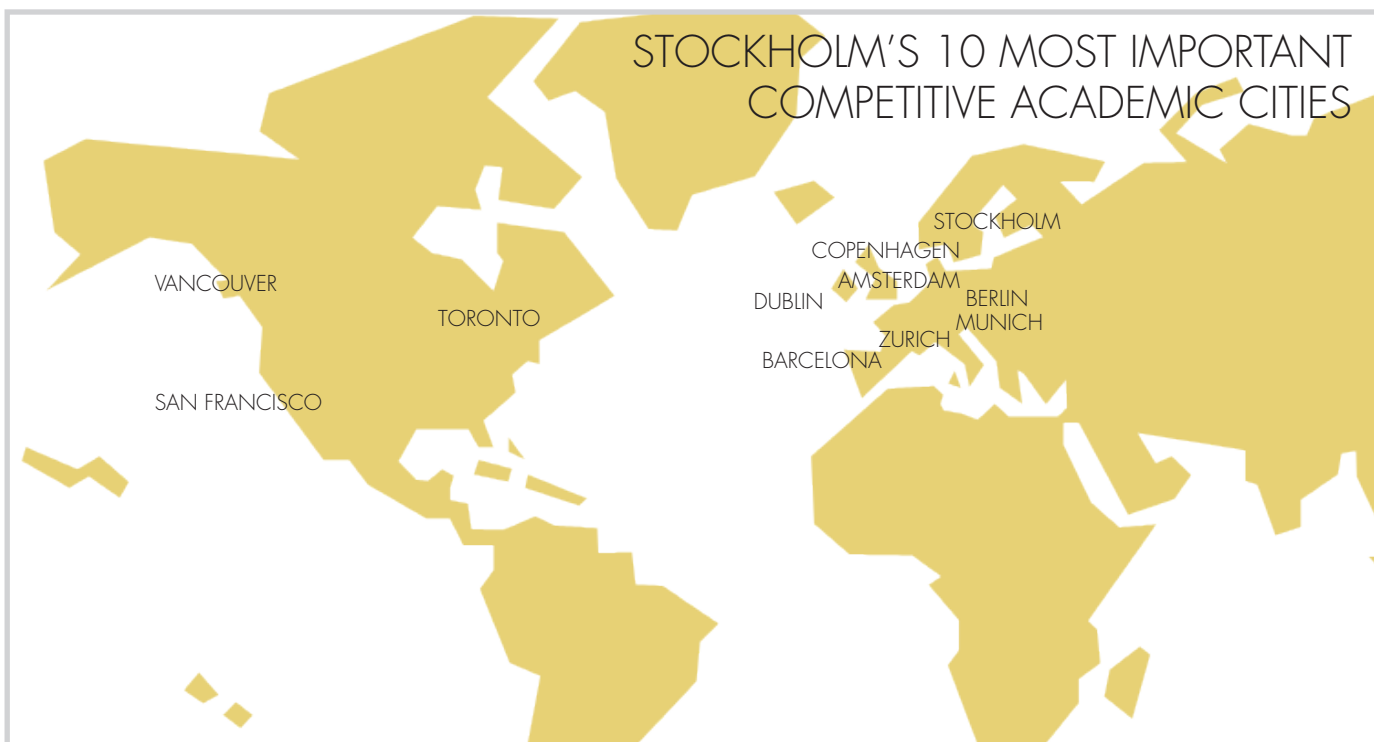 STOCKHOLM'S 10 MOST IMPORTANT
COMPETITIVE ACADEMIC CITIES
STOCKHOLM
COPENHAGEN
AMSTERDAM
VANCOUVER
DUBLIN
BERLIN
TORONTO
MUNICH
ZURICH
BARCELONA
SAN FRANCISCO